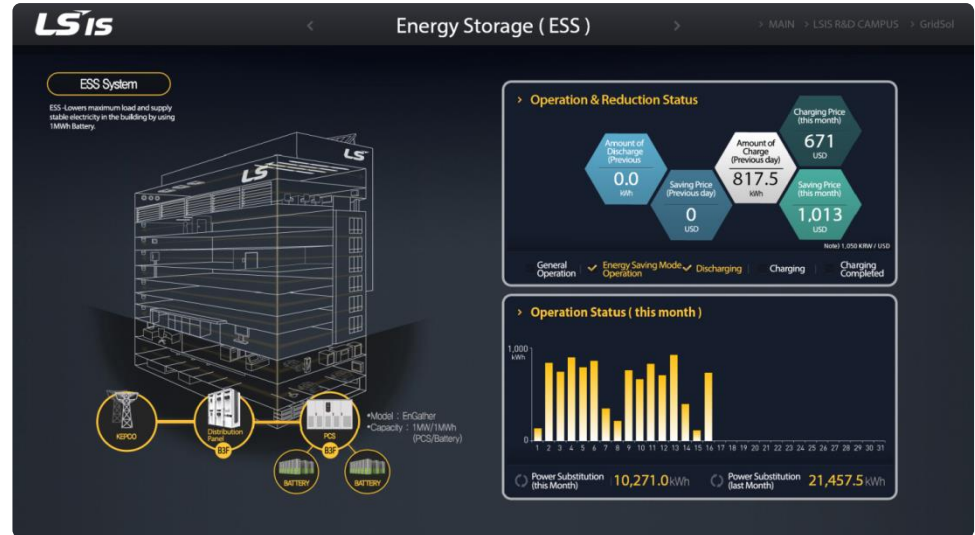 LSIS
<
Energy Storage ( ESS )
>
> MAIN > LSIS R&D CAMPUS > GridSol
ESS System
ESS -Lowers maximum load and supply
stable electricity in the building by using
1MWh Battery.
LS
LS
KEPCO
Distribution
Panel
B3F
PCS
B3F
BATTERY
BATTERY
•Model : EnGather
•Capacity : 1MW/1MWh
(PCS/Battery)
> Operation & Reduction Status
Amount of
Discharge
(Previous
0.0
kWh
Saving Price
(Previous day)
0
USD
Amount of
Charge
(Previous day)
817.5
kWh
Charging Price
(this month)
671
USD
Saving Price
(this month)
1,013
USD
Note) 1,050 KRW / USD
General
Operation
Energy Saving Mode
Operation
Discharging
Charging
Charging
Completed
> Operation Status ( this month )
1,000
kWh
0
1 2 3 4 5 6 7 8 9 10 11 12 13 14 15 16 17 18 19 20 21 22 23 24 25 26 27 28 29 30 31
Power Substitution
(this Month)
10,271.0 kWh
Power Substitution
(last Month)
21,457.5 kWh